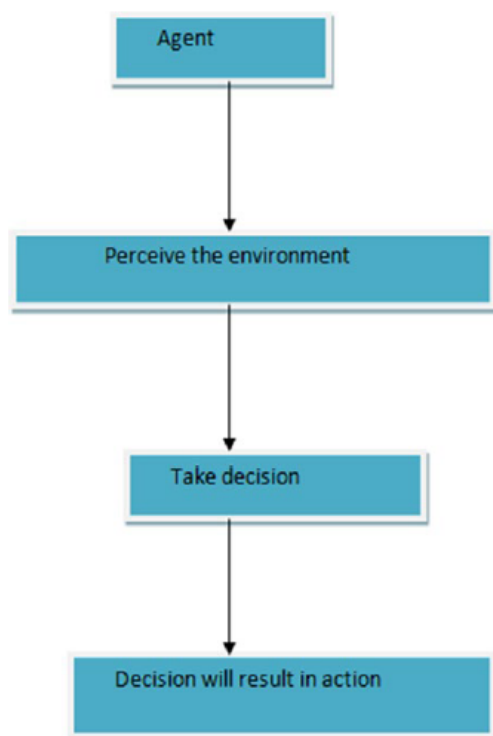 Agent
Perceive the environment
Take decision
Decision will result in action